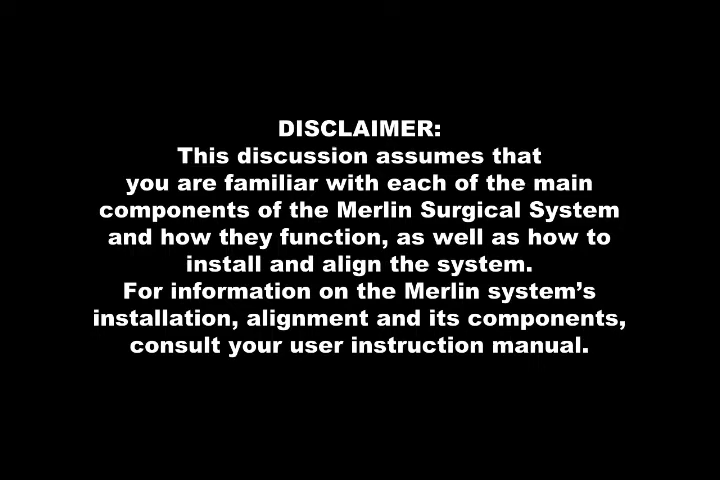 DISCLAIMER:
This discussion assumes that
you are familiar with each of the main
components of the Merlin Surgical System
and how they function, as well as how to
install and align the system.
For information on the Merlin system’s
installation, alignment and its components,
consult your user instruction manual.